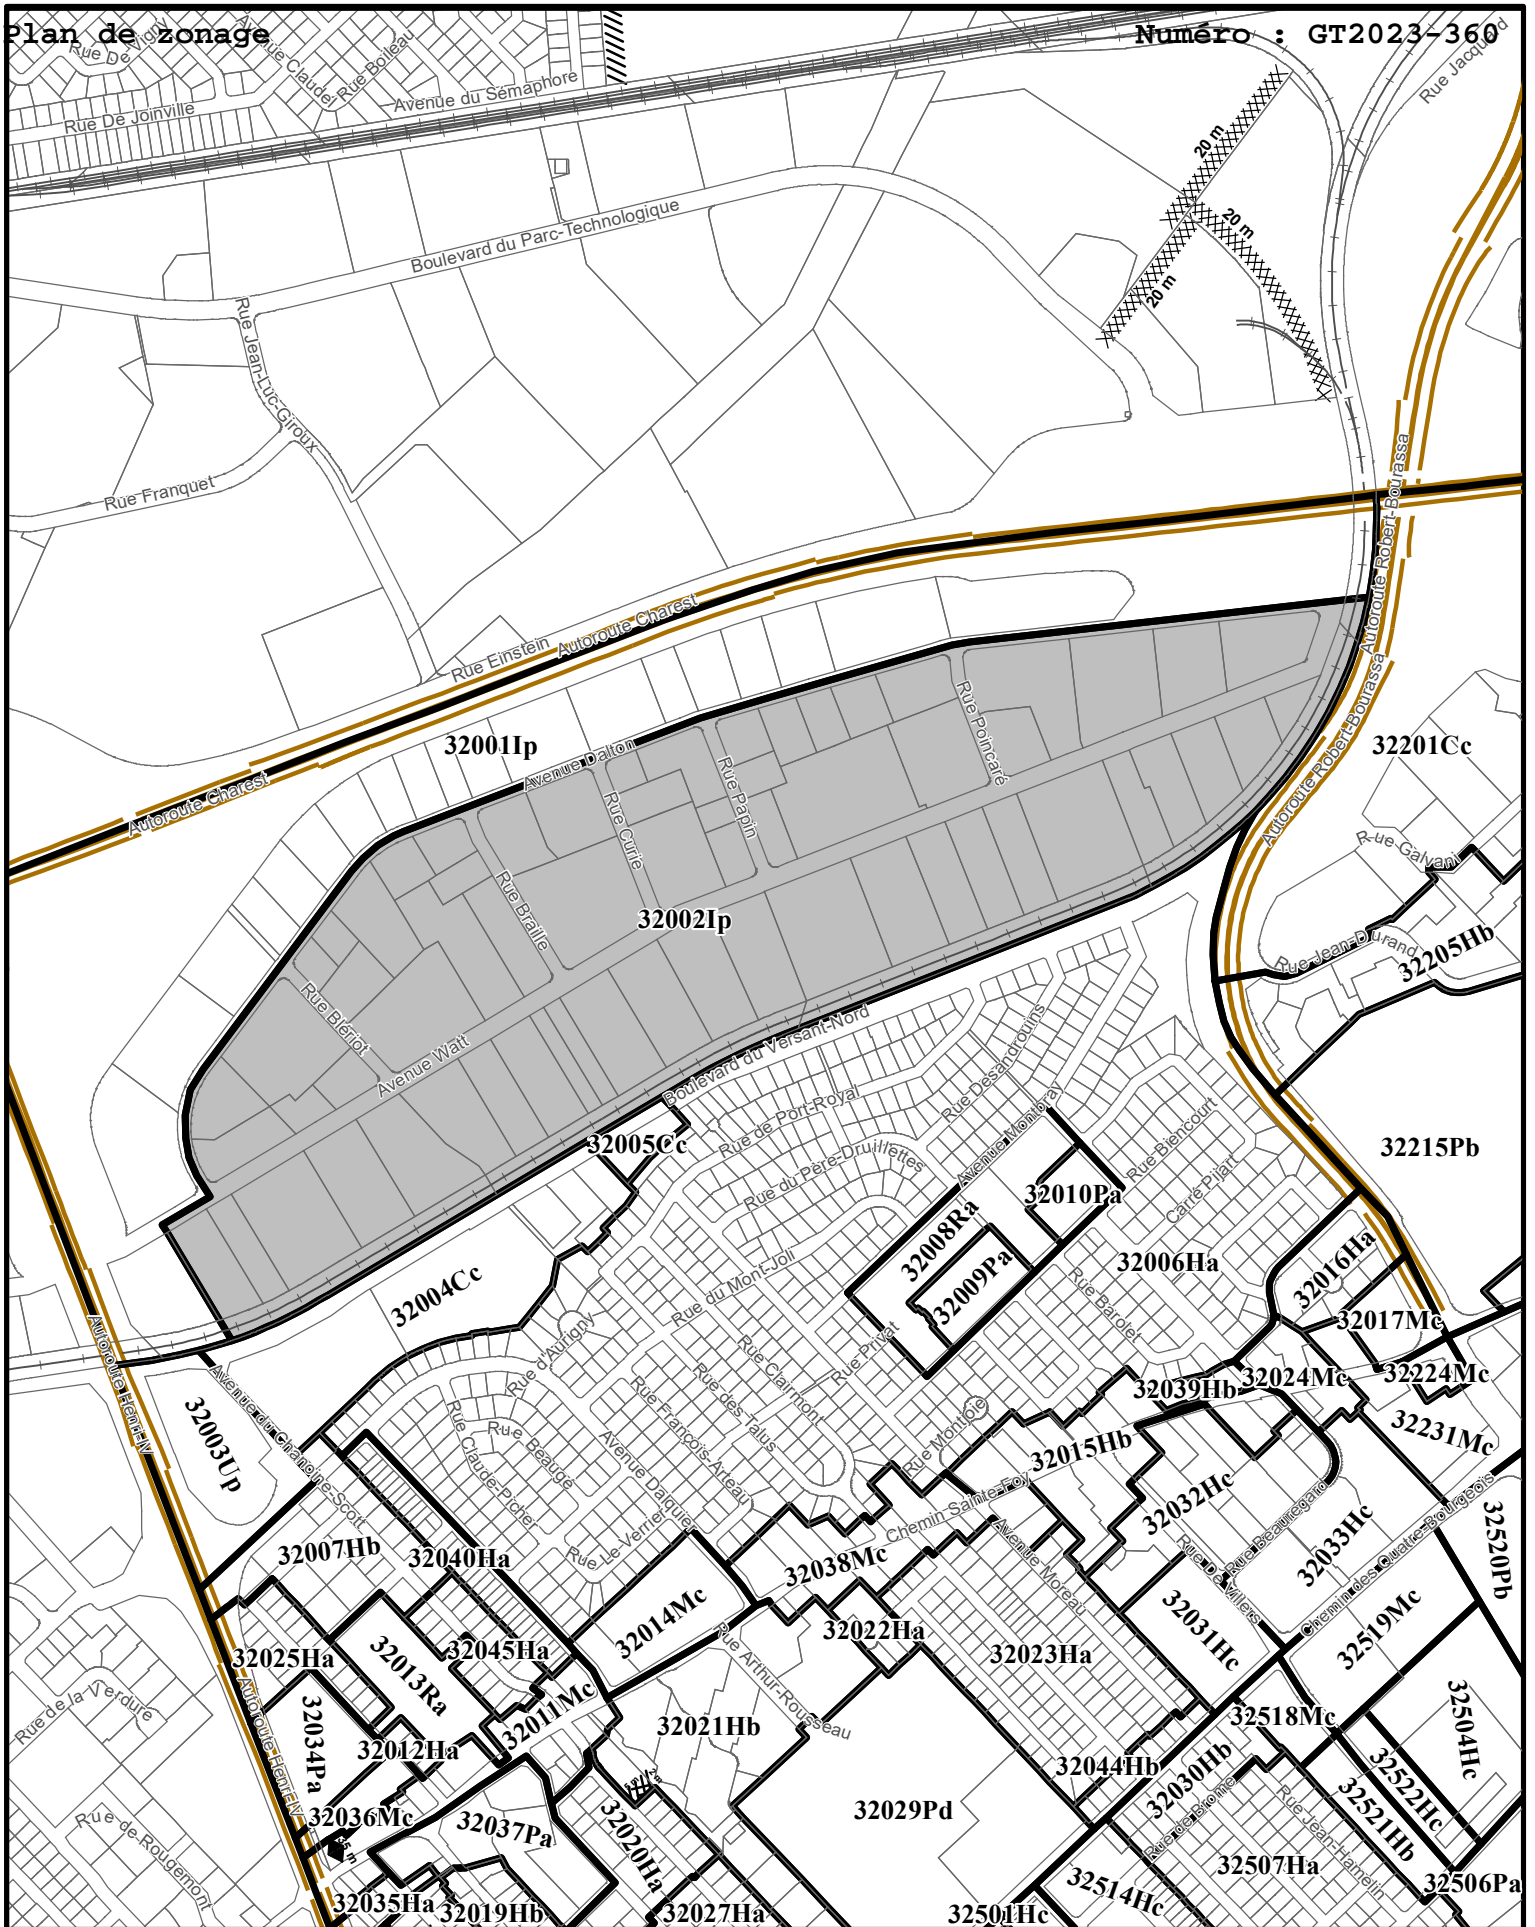 Plan de zonage
Numéro : GT2023-360
Rue De Vigny
Avenue Claudel
Rue Boileau
Avenue du Sémaphore
Rue De Joinville
Rue Jacquard
20 m
20 m
20 m
Boulevard du Parc-Technologique
Rue Jean-Luc-Giroux
Rue Franquet
Autoroute Robert-Bourassa
Rue Einstein
Autoroute Charest
32001Ip
Avenue Dalton
Rue Poincaré
Autoroute Robert-Bourassa
32201Cc
Autoroute Charest
Rue Papin
Rue Curie
Rue Galvani
Rue Braille
32002Ip
Rue Jean-Durand
32205Hb
Rue Blériot
Avenue Watt
Boulevard du Versant-Nord
Rue Desandrouins
Rue de Port-Royal
Avenue Montbray
Rue Biencourt
32005Cc
32215Pb
Rue du Père-Druillettes
32010Pa
Carré Pijart
32008Ra
32009Pa
32006Ha
32016Ha
32004Cc
Rue du Mont-Joli
Rue Barolet
32017Mc
Autoroute Henri-IV
Rue d'Aurigny
Rue Clairmont
Rue Privat
Avenue du Chanoine-Scott
Rue des Talus
32039Hb
32024Mc
32224Mc
32003Up
Rue François-Arteau
Rue Claude-Picher
Rue Beaugé
Avenue Dalquier
Rue Montjoie
32015Hb
32231Mc
Chemin Sainte-Foy
32032Hc
Rue Beauregard
32033Hc
Chemin des Quatre-Bourgeois
32520Pb
32007Hb
32040Ha
Rue Le Verrier
32038Mc
Avenue Moreau
Rue De Villers
32014Mc
32022Ha
32023Ha
32031Hc
32519Mc
32025Ha
32013Ra
32045Ha
Rue Arthur-Rousseau
Rue de la Verdure
Autoroute Henri-IV
32034Pa
32012Ha
32011Mc
32021Hb
32518Mc
32504Hc
32044Hb
32030Hb
32522Hc
32521Hb
Rue de Brome
Rue Jean-Hamelin
32036Mc
32037Pa
32020Ha
32029Pd
Rue de Rougemont
32507Ha
32506Pa
32035Ha
32019Hb
32027Ha
32501Hc
32514Hc